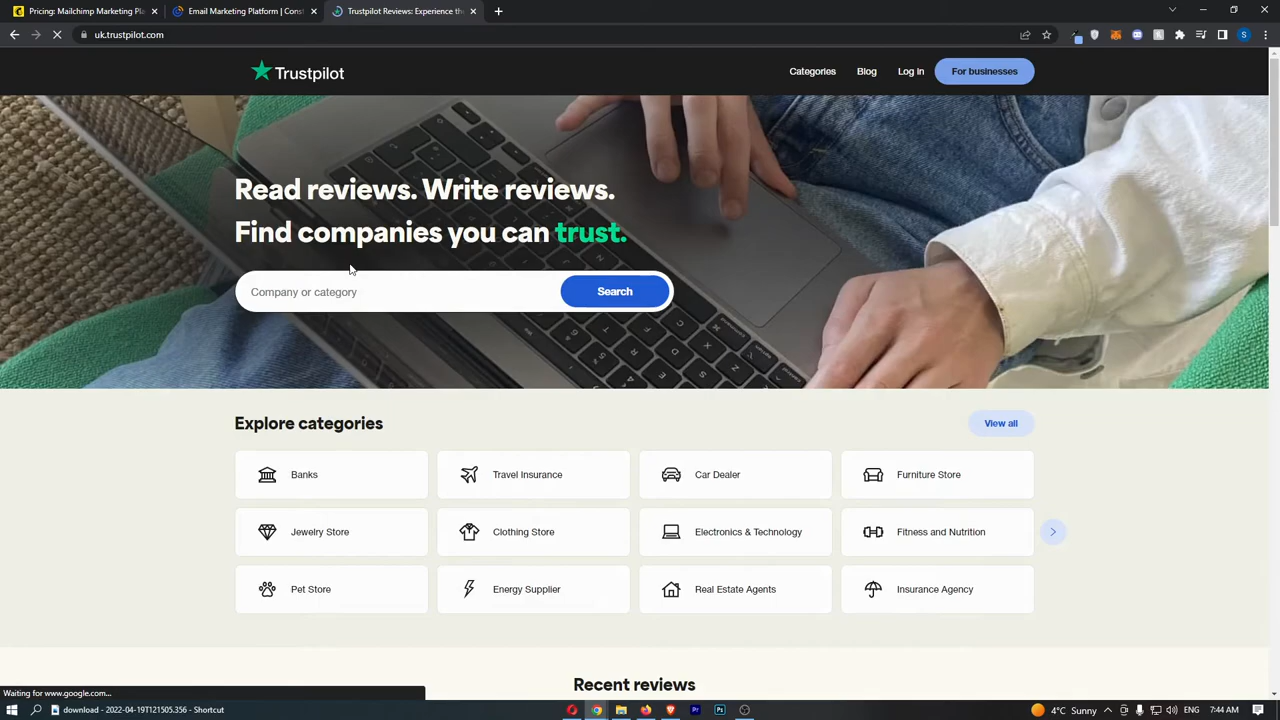 Pricing: Mailchimp Marketing Pla
Email Marketing Platform | Const
Trustpilot Reviews: Experience the
uk.trustpilot.com
S
Trustpilot
Categories
Blog
Log in
For businesses
Read reviews. Write reviews.
Find companies you can trust.
Company or category
Search
Explore categories
View all
Banks
Travel Insurance
Car Dealer
Furniture Store
Jewelry Store
Clothing Store
Electronics & Technology
Fitness and Nutrition
Pet Store
Energy Supplier
Real Estate Agents
Insurance Agency
Recent reviews
Waiting for www.google.com...
download - 2022-04-19T121505.356 - Shortcut
Pr
Ps
4°C Sunny
7:44 AM